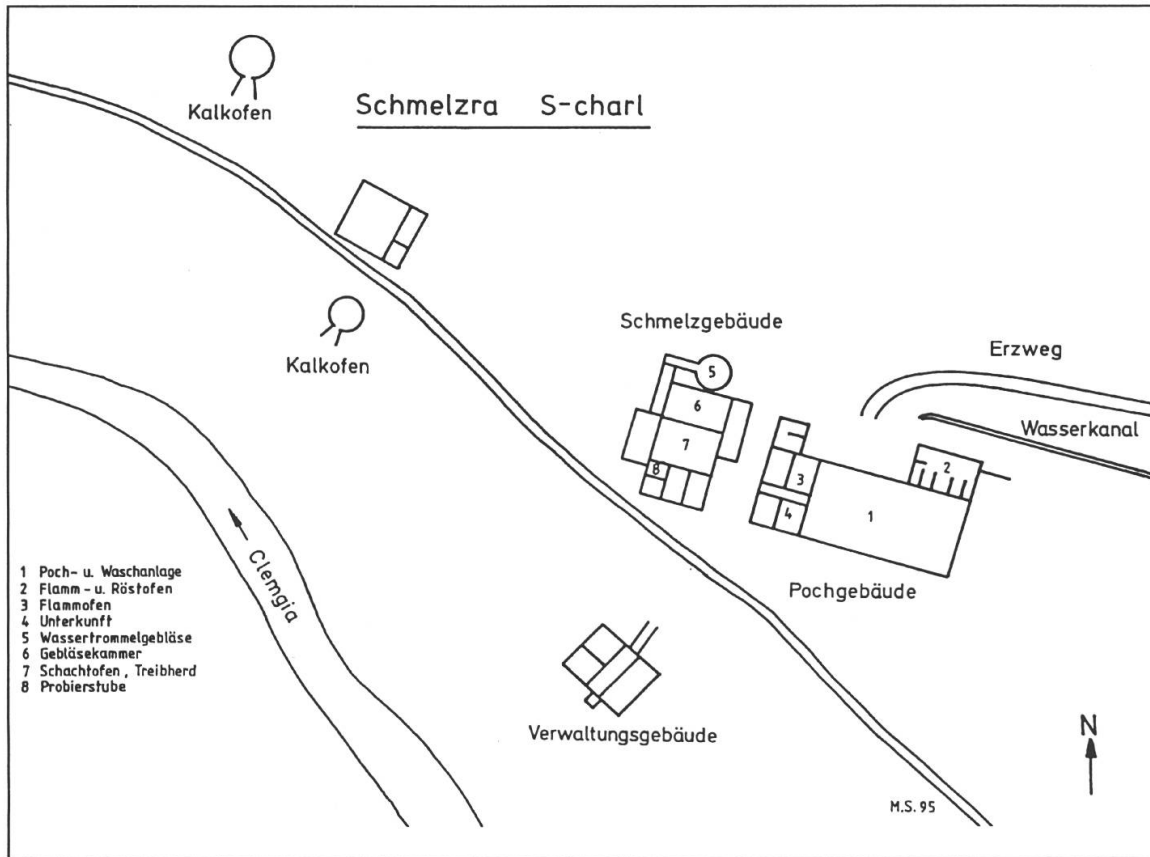 Kalkofen
Schmelzra S-charl
Kalkofen
Schmelzgebäude
Erzweg
Wasserkanal
5
6
7
8
2
3
4
1
Pochgebäude
Clemgia
1 Poch- u. Waschanlage
2 Flamm- u. Röstofen
3 Flammofen
4 Unterkunft
5 Wassertrommelgebläse
6 Gebläsekammer
7 Schachtofen, Treibherd
8 Probierstube
Verwaltungsgebäude
N
M.S. 95